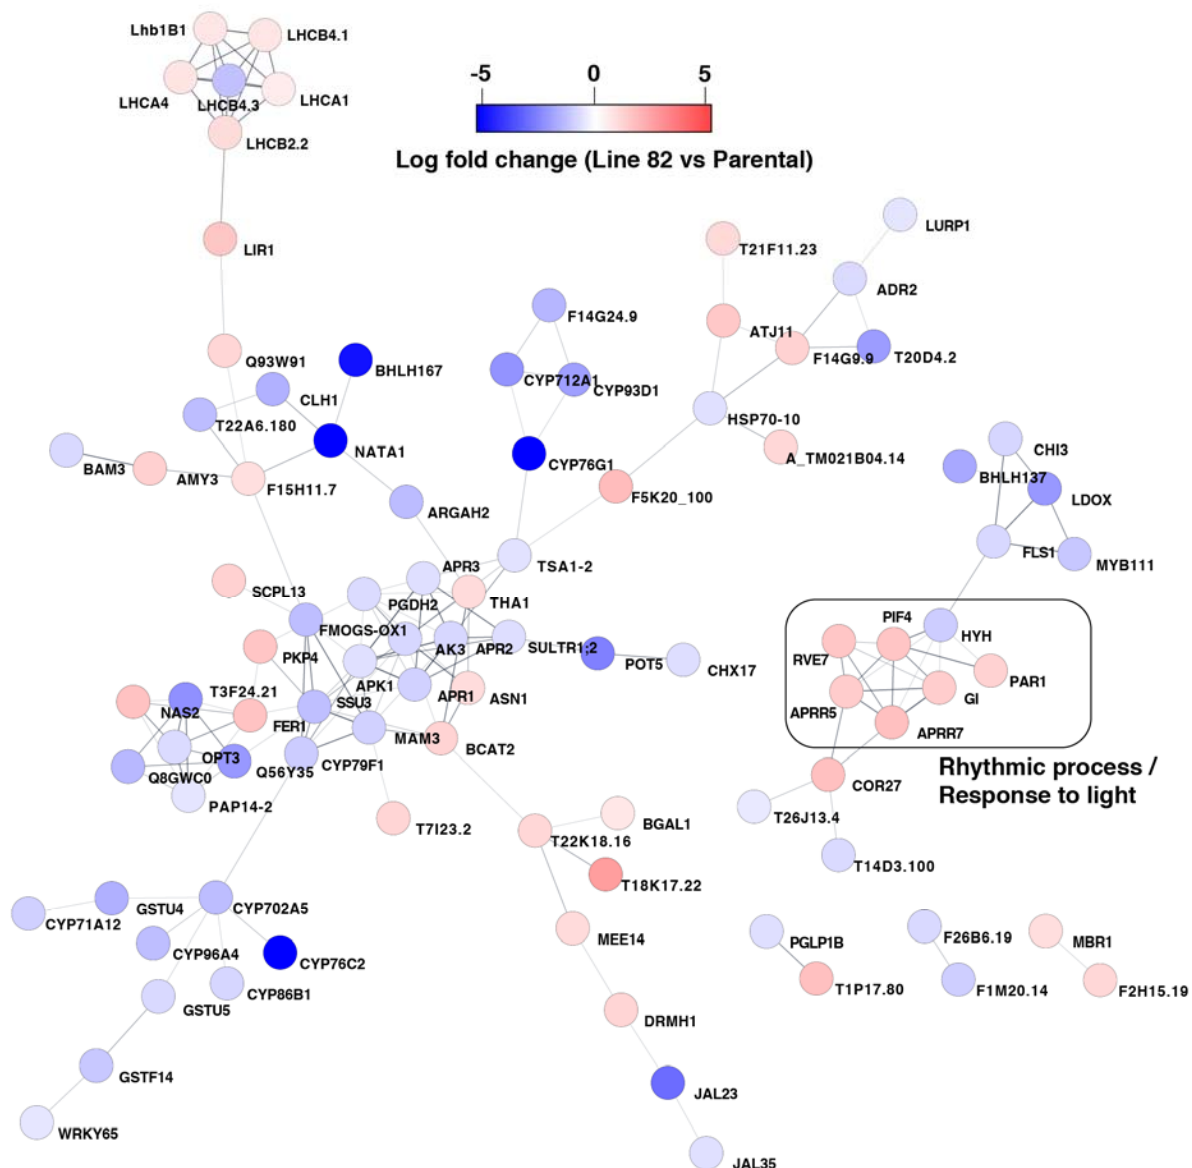 Lhb1B1
LHCB4.1
LHCA4
LHCB4.3
LHCA1
LHCB2.2
-5 0 5
Log fold change (Line 82 vs Parental)
LIR1
LURP1
T21F11.23
ADR2
F14G24.9
ATJ11
F14G9.9
T20D4.2
Q93W91
BHLH167
CYP712A1
CYP93D1
CLH1
T22A6.180
HSP70-10
NATA1
CYP76G1
A_TM021B04.14
CHI3
BAM3
AMY3
F15H11.7
F5K20_100
BHLH137
LDOX
ARGAH2
FLS1
MYB111
APR3
TSA1-2
SCPL13
PGDH2
THA1
FMOGS-OX1
AK3
APR2
SULTR1;2
PKP4
POT5
CHX17
PIF4
HYH
RVE7
PAR1
GI
APRR5
APRR7
APK1
APR1
ASN1
T3F24.21
NAS2
SSU3
FER1
MAM3
BCAT2
OPT3
Q8GWC0
Q56Y35
CYP79F1
PAP14-2
Rhythmic process /
Response to light
COR27
T26J13.4
T7I23.2
BGAL1
T22K18.16
T14D3.100
T18K17.22
GSTU4
CYP71A12
CYP702A5
CYP96A4
CYP76C2
CYP86B1
GSTU5
MEE14
PGLP1B
T1P17.80
F26B6.19
F1M20.14
MBR1
F2H15.19
DRMH1
GSTF14
JAL23
WRKY65
JAL35